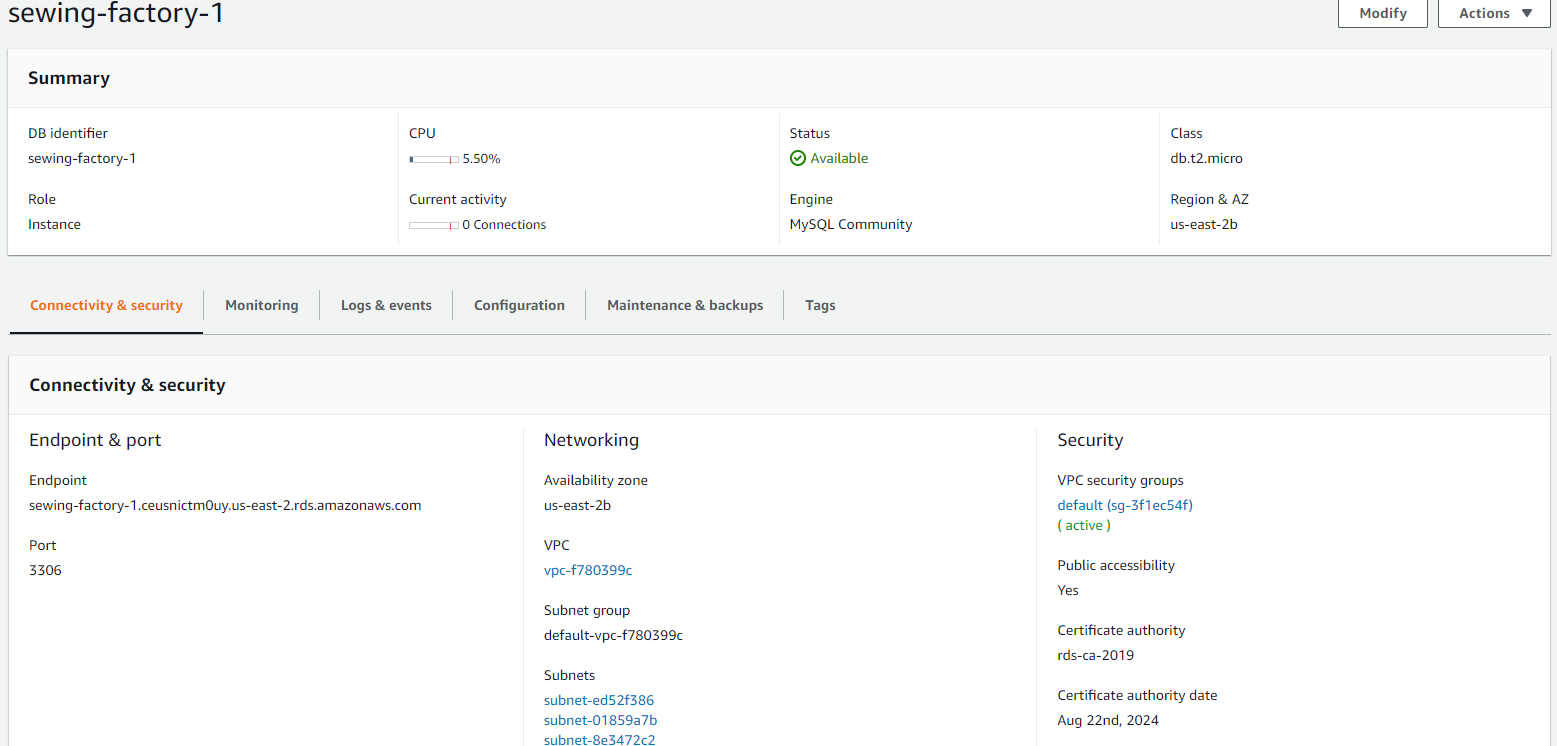 sewing-factory-1
Modify
Actions
Summary
DB identifier
sewing-factory-1
CPU
5.50%
Status
Available
Class
db.t2.micro
Role
Instance
Current activity
0 Connections
Engine
MySQL Community
Region & AZ
us-east-2b
Connectivity & security
Monitoring
Logs & events
Configuration
Maintenance & backups
Tags
Connectivity & security
Endpoint & port
Endpoint
sewing-factory-1.ceusnictm0uy.us-east-2.rds.amazonaws.com
Port
3306
Networking
Availability zone
us-east-2b
VPC
vpc-f780399c
Subnet group
default-vpc-f780399c
Subnets
subnet-ed52f386
subnet-01859a7b
subnet-8e3472c2
Security
VPC security groups
default (sg-3f1ec54f)
( active )
Public accessibility
Yes
Certificate authority
rds-ca-2019
Certificate authority date
Aug 22nd, 2024